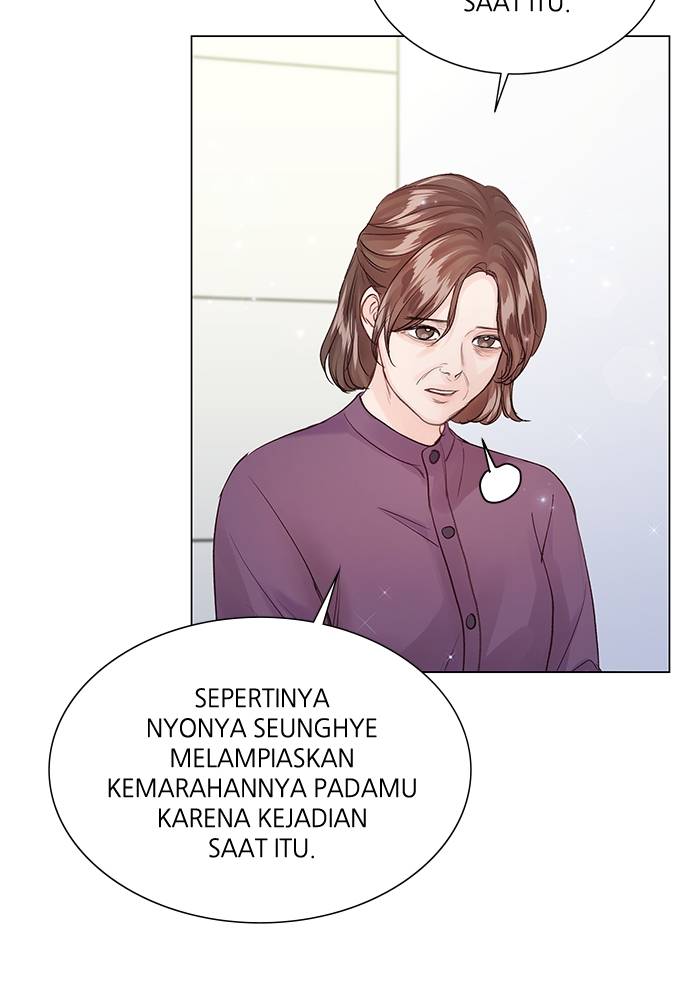 SAAT ITU.
SEPERTINYA
NYONYA SEUNGHYE
MELAMPIASKAN
KEMARAHANNYA PADAMU
KARENA KEJADIAN
SAAT ITU.